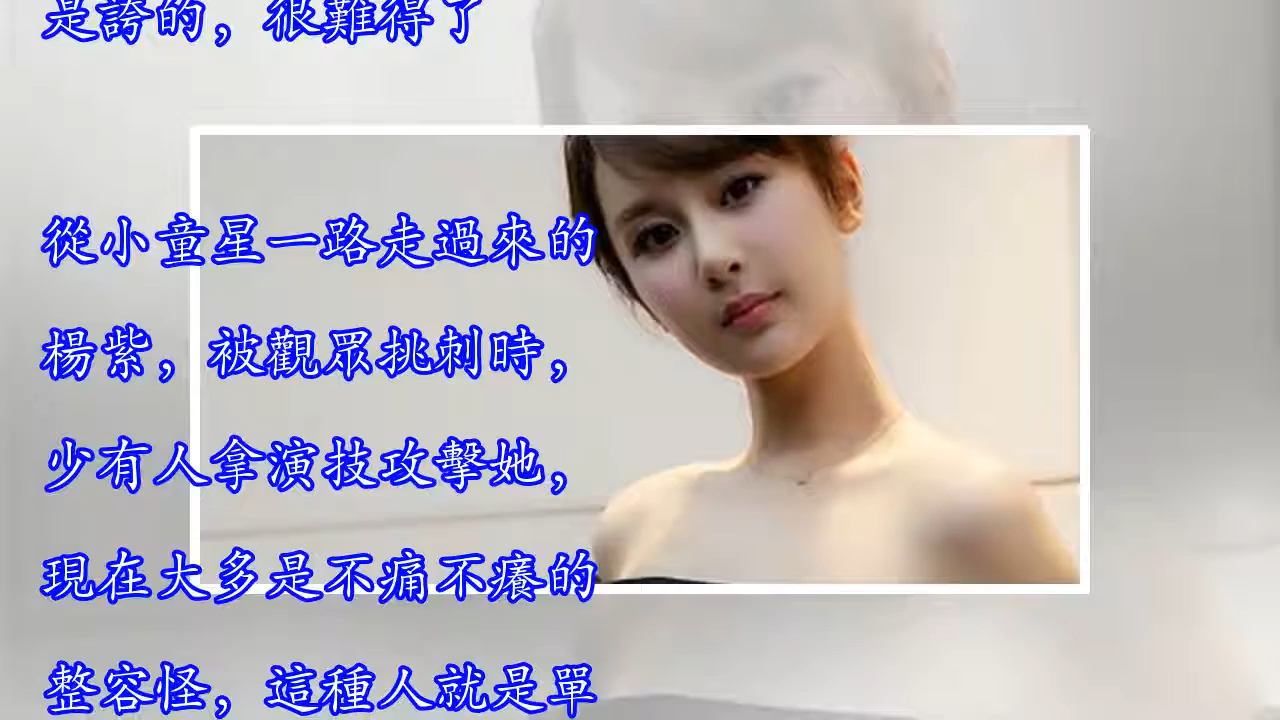 是誇的，很難得了
從小童星一路走過來的
楊紫，被觀眾挑刺時，
少有人拿演技攻擊她，
現在大多是不痛不癢的
整容怪，這種人就是單